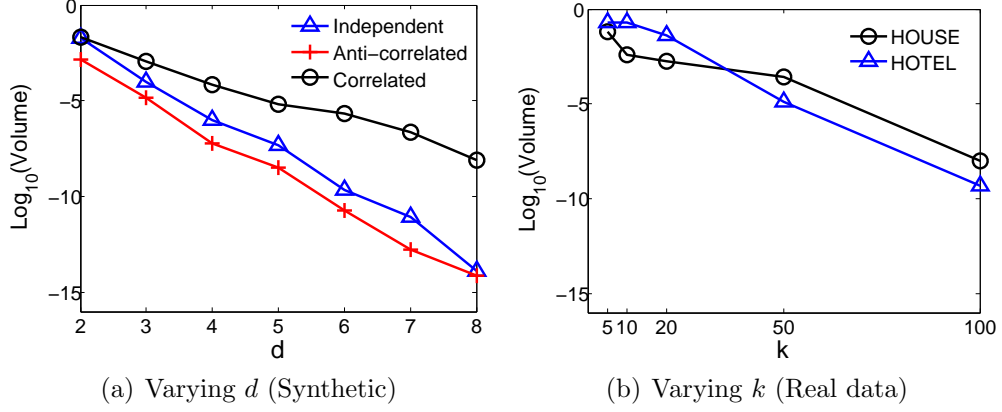 0
−5
−10
−15
Log10(Volume)
Independent
Anti-correlated
Correlated
2 3 4 5 6 7 8
d
(a) Varying d (Synthetic)
0
−5
−10
−15
Log10(Volume)
HOUSE
HOTEL
5 10 20 50 100
k
(b) Varying k (Real data)